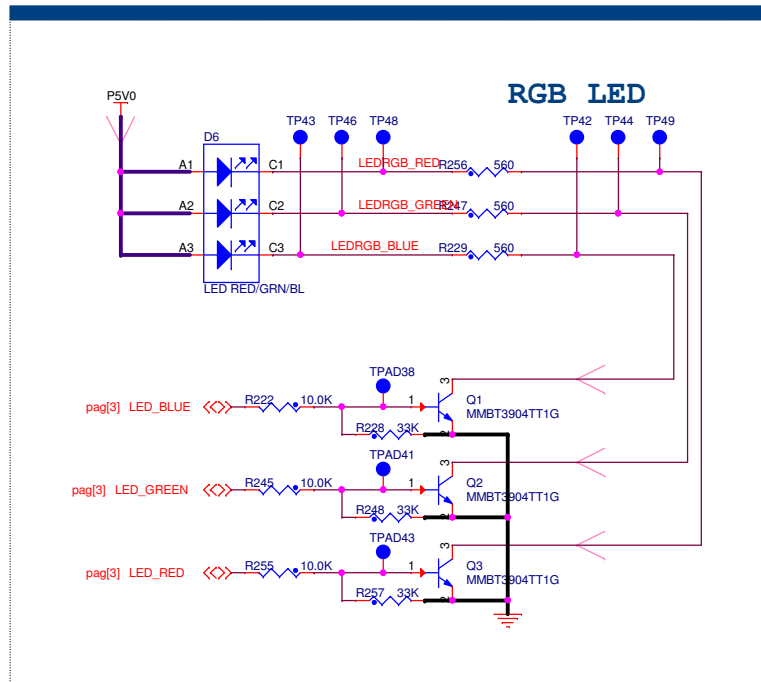 RGB LED
P5V0
TP43 TP46 TP48 TP42 TP44 TP49
D6
A1 C1 LEDRGB_RED R256 560
A2 C2 LEDRGB_GREEN R247 560
A3 C3 LEDRGB_BLUE R229 560
LED RED/GRN/BL
TPAD38
pag[3] LED_BLUE R222 10.0K 1 3 Q1
MMBT3904TT1G
R228 33K 2
TPAD41
pag[3] LED_GREEN R245 10.0K 1 3 Q2
MMBT3904TT1G
R248 33K 2
TPAD43
pag[3] LED_RED R255 10.0K 1 3 Q3
MMBT3904TT1G
R257 33K 2